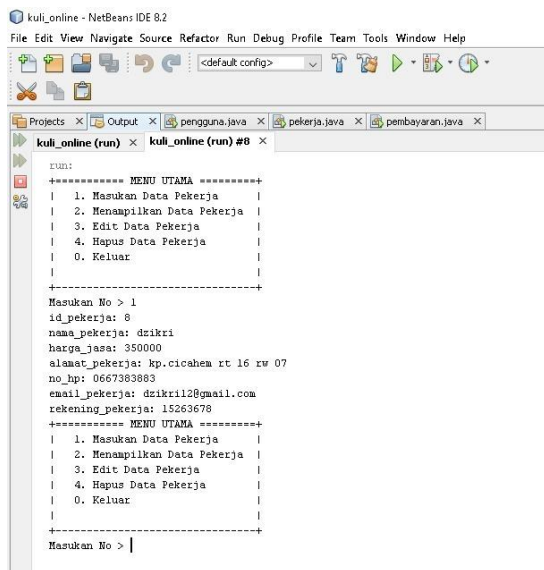 kuli_online - NetBeans IDE 8.2
File Edit View Navigate Source Refactor Run Debug Profile Team Tools Window Help
<default config>
Projects × Output × pengguna.java × pekerja.java × pembayaran.java ×
kuli_online (run) × kuli_online (run) #8 ×
run:
+=========== MENU UTAMA =========+
| 1. Masukan Data Pekerja |
| 2. Menampilkan Data Pekerja |
| 3. Edit Data Pekerja |
| 4. Hapus Data Pekerja |
| 0. Keluar |
| |
+--------------------------------+
Masukan No > 1
id_pekerja: 8
nama_pekerja: dzikri
harga_jasa: 350000
alamat_pekerja: kp.cicahem rt 16 rw 07
no_hp: 0667383883
email_pekerja: dzikri12@gmail.com
rekening_pekerja: 15263678
+=========== MENU UTAMA =========+
| 1. Masukan Data Pekerja |
| 2. Menampilkan Data Pekerja |
| 3. Edit Data Pekerja |
| 4. Hapus Data Pekerja |
| 0. Keluar |
| |
+--------------------------------+
Masukan No >